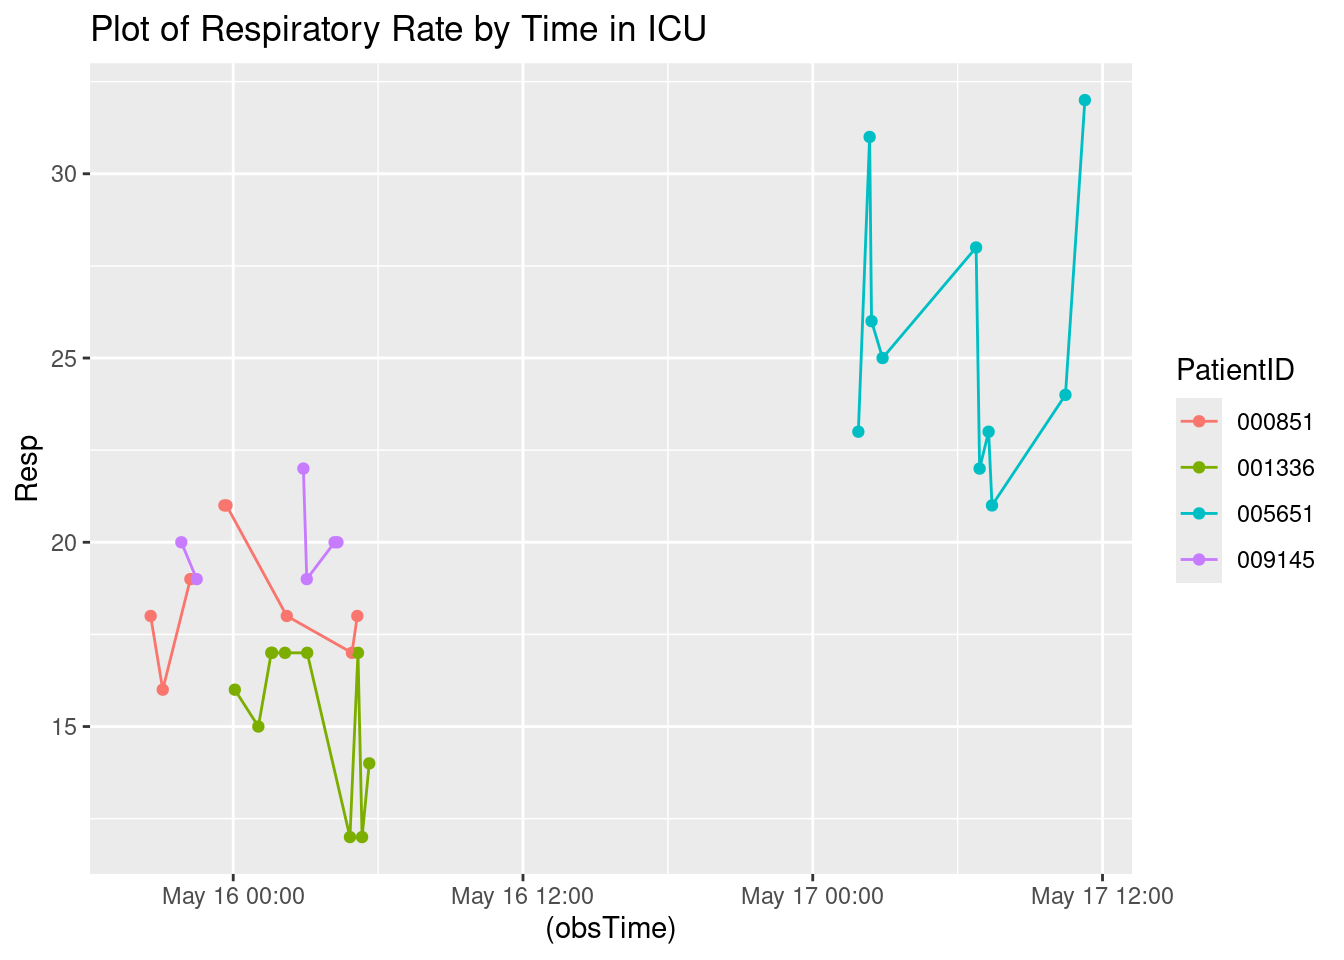 Plot of Respiratory Rate by Time in ICU
Resp
30
25
20
15
May 16 00:00
May 16 12:00
May 17 00:00
May 17 12:00
(obsTime)
PatientID
000851
001336
005651
009145